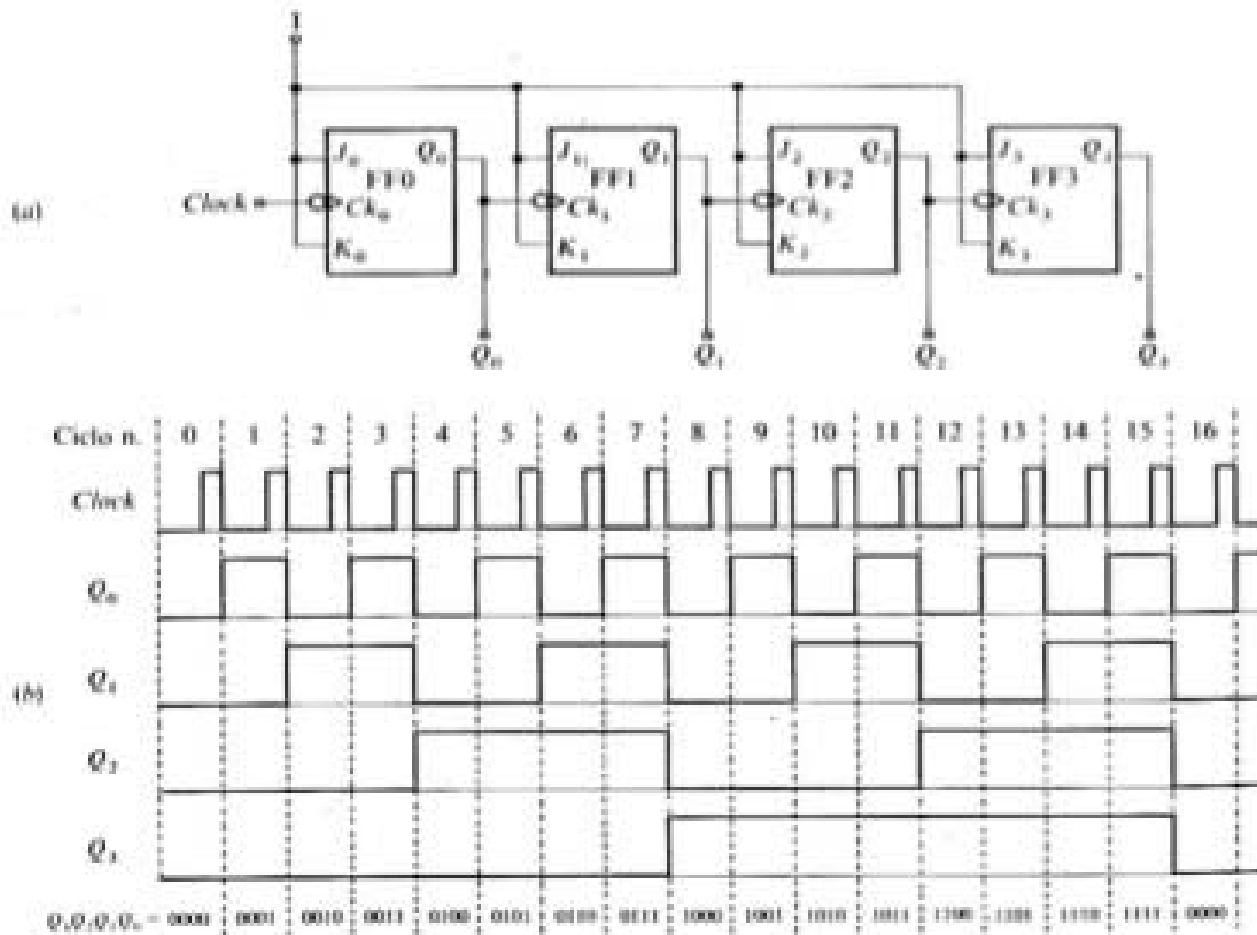 1
J₀ Q₀ J₁ Q₁ J₂ Q₂ J₃ Q₃
FF0 FF1 FF2 FF3
(a) Clock Ck₀ Ck₁ Ck₂ Ck₃
K₀ K₁ K₂ K₃
Q₀ Q₁ Q₂ Q₃
Ciclo n. 0 1 2 3 4 5 6 7 8 9 10 11 12 13 14 15 16
Clock
Q₀
Q₁
(b)
Q₂
Q₃
Q₃Q₂Q₁Q₀ = 0000 0001 0010 0011 0100 0101 0110 0111 1000 1001 1010 1011 1100 1101 1110 1111 0000